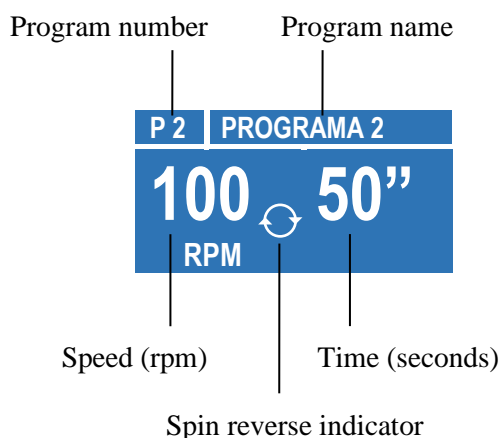 Program number Program name
P 2 PROGRAMA 2
100 50”
RPM
Speed (rpm) Time (seconds)
Spin reverse indicator